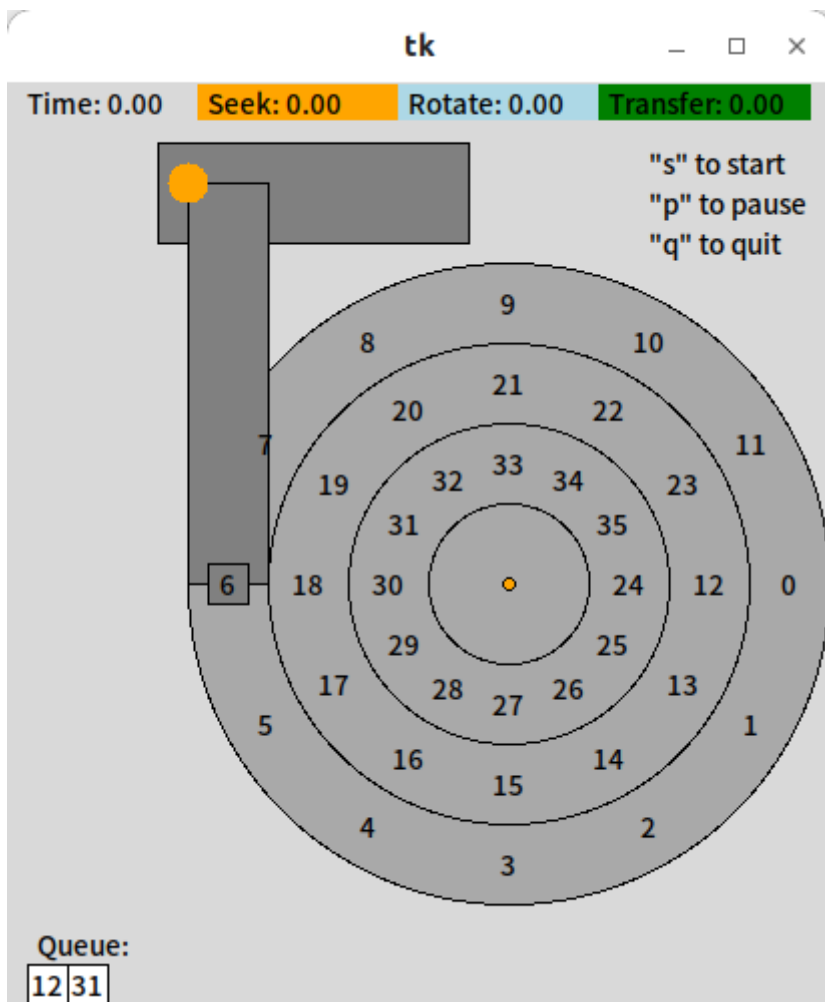 tk
Time: 0.00 Seek: 0.00 Rotate: 0.00 Transfer: 0.00
"s" to start
"p" to pause
"q" to quit
9
8 10
21
20 22
7 11
33
32 34
19 23
31 35
6 18 30 24 12 0
29 25
17 13
28 26
27
5 1
16 14
15
4 2
3
Queue:
12 31